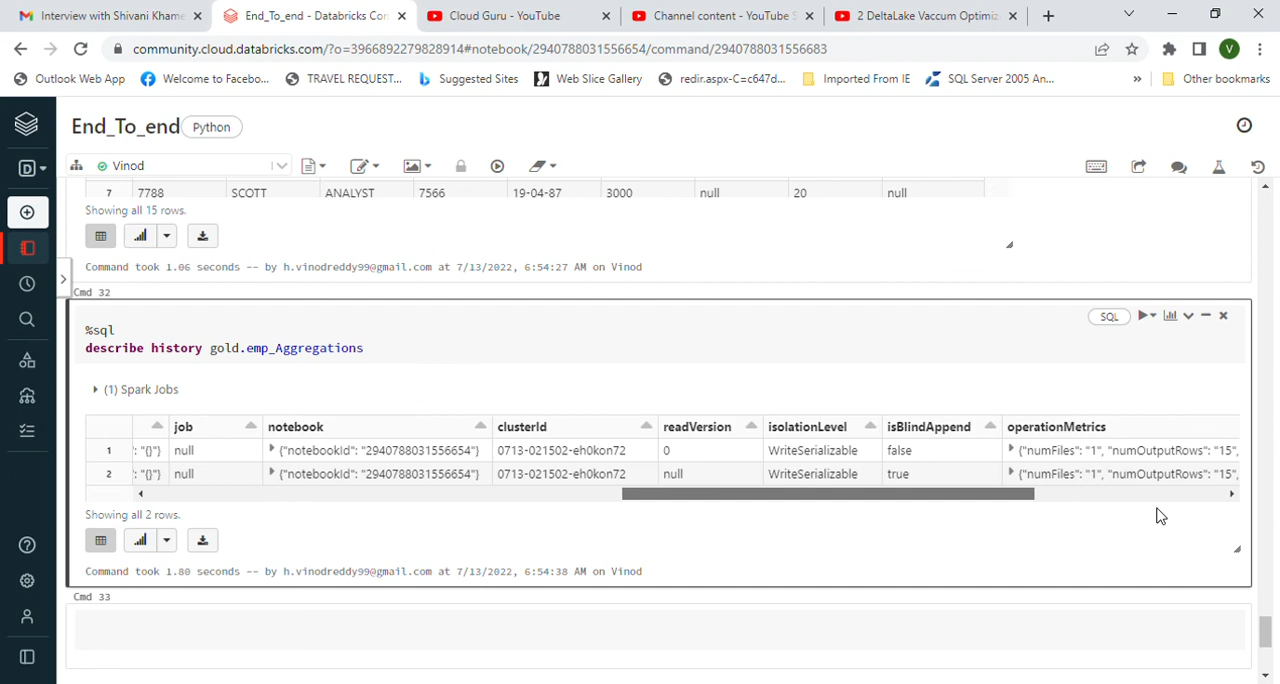 Interview with Shivani Khame
End_To_end - Databricks Con
Cloud Guru - YouTube
Channel content - YouTube S
2 DeltaLake Vaccum Optimiz
community.cloud.databricks.com/?o=3966892279828914#notebook/2940788031556654/command/2940788031556683
V
Outlook Web App
Welcome to Facebo...
TRAVEL REQUEST...
Suggested Sites
Web Slice Gallery
redir.aspx-C=c647d...
Imported From IE
SQL Server 2005 An...
»
Other bookmarks
End_To_end
Python
D
Vinod
7 7788 SCOTT ANALYST 7566 19-04-87 3000 null 20 null
Showing all 15 rows.
Command took 1.06 seconds -- by h.vinodreddy99@gmail.com at 7/13/2022, 6:54:27 AM on Vinod
Cmd 32
SQL
%sql
describe history gold.emp_Aggregations
(1) Spark Jobs
job notebook clusterId readVersion isolationLevel isBlindAppend operationMetrics
1 : "{}"} null {"notebookId": "2940788031556654"} 0713-021502-eh0kon72 0 WriteSerializable false {"numFiles": "1", "numOutputRows": "15",
2 : "{}"} null {"notebookId": "2940788031556654"} 0713-021502-eh0kon72 null WriteSerializable true {"numFiles": "1", "numOutputRows": "15",
Showing all 2 rows.
Command took 1.80 seconds -- by h.vinodreddy99@gmail.com at 7/13/2022, 6:54:38 AM on Vinod
Cmd 33